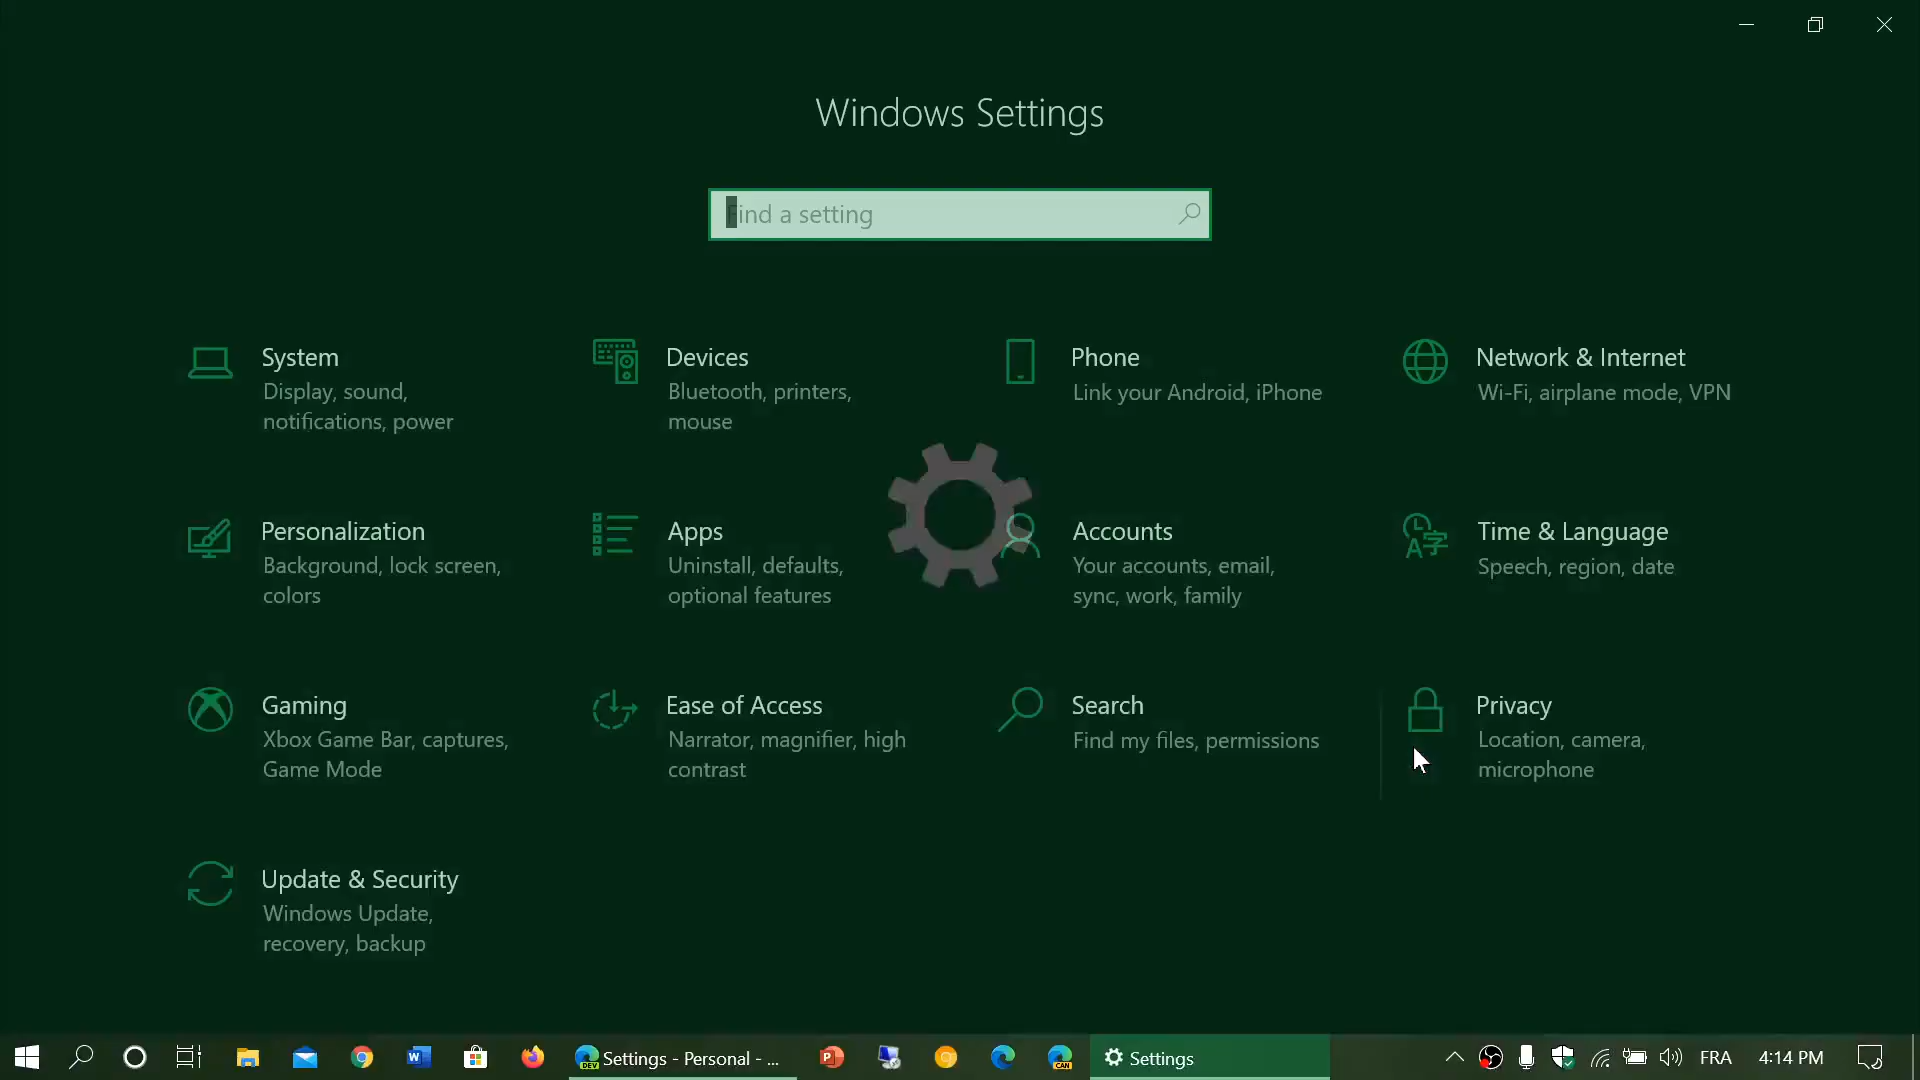 Windows Settings
Find a setting
System
Display, sound,
notifications, power
Devices
Bluetooth, printers,
mouse
Phone
Link your Android, iPhone
Network & Internet
Wi-Fi, airplane mode, VPN
Personalization
Background, lock screen,
colors
Apps
Uninstall, defaults,
optional features
Accounts
Your accounts, email,
sync, work, family
Time & Language
Speech, region, date
Gaming
Xbox Game Bar, captures,
Game Mode
Ease of Access
Narrator, magnifier, high
contrast
Search
Find my files, permissions
Privacy
Location, camera,
microphone
Update & Security
Windows Update,
recovery, backup
W
DEV
Settings - Personal - ...
P
CAN
Settings
FRA
4:14 PM